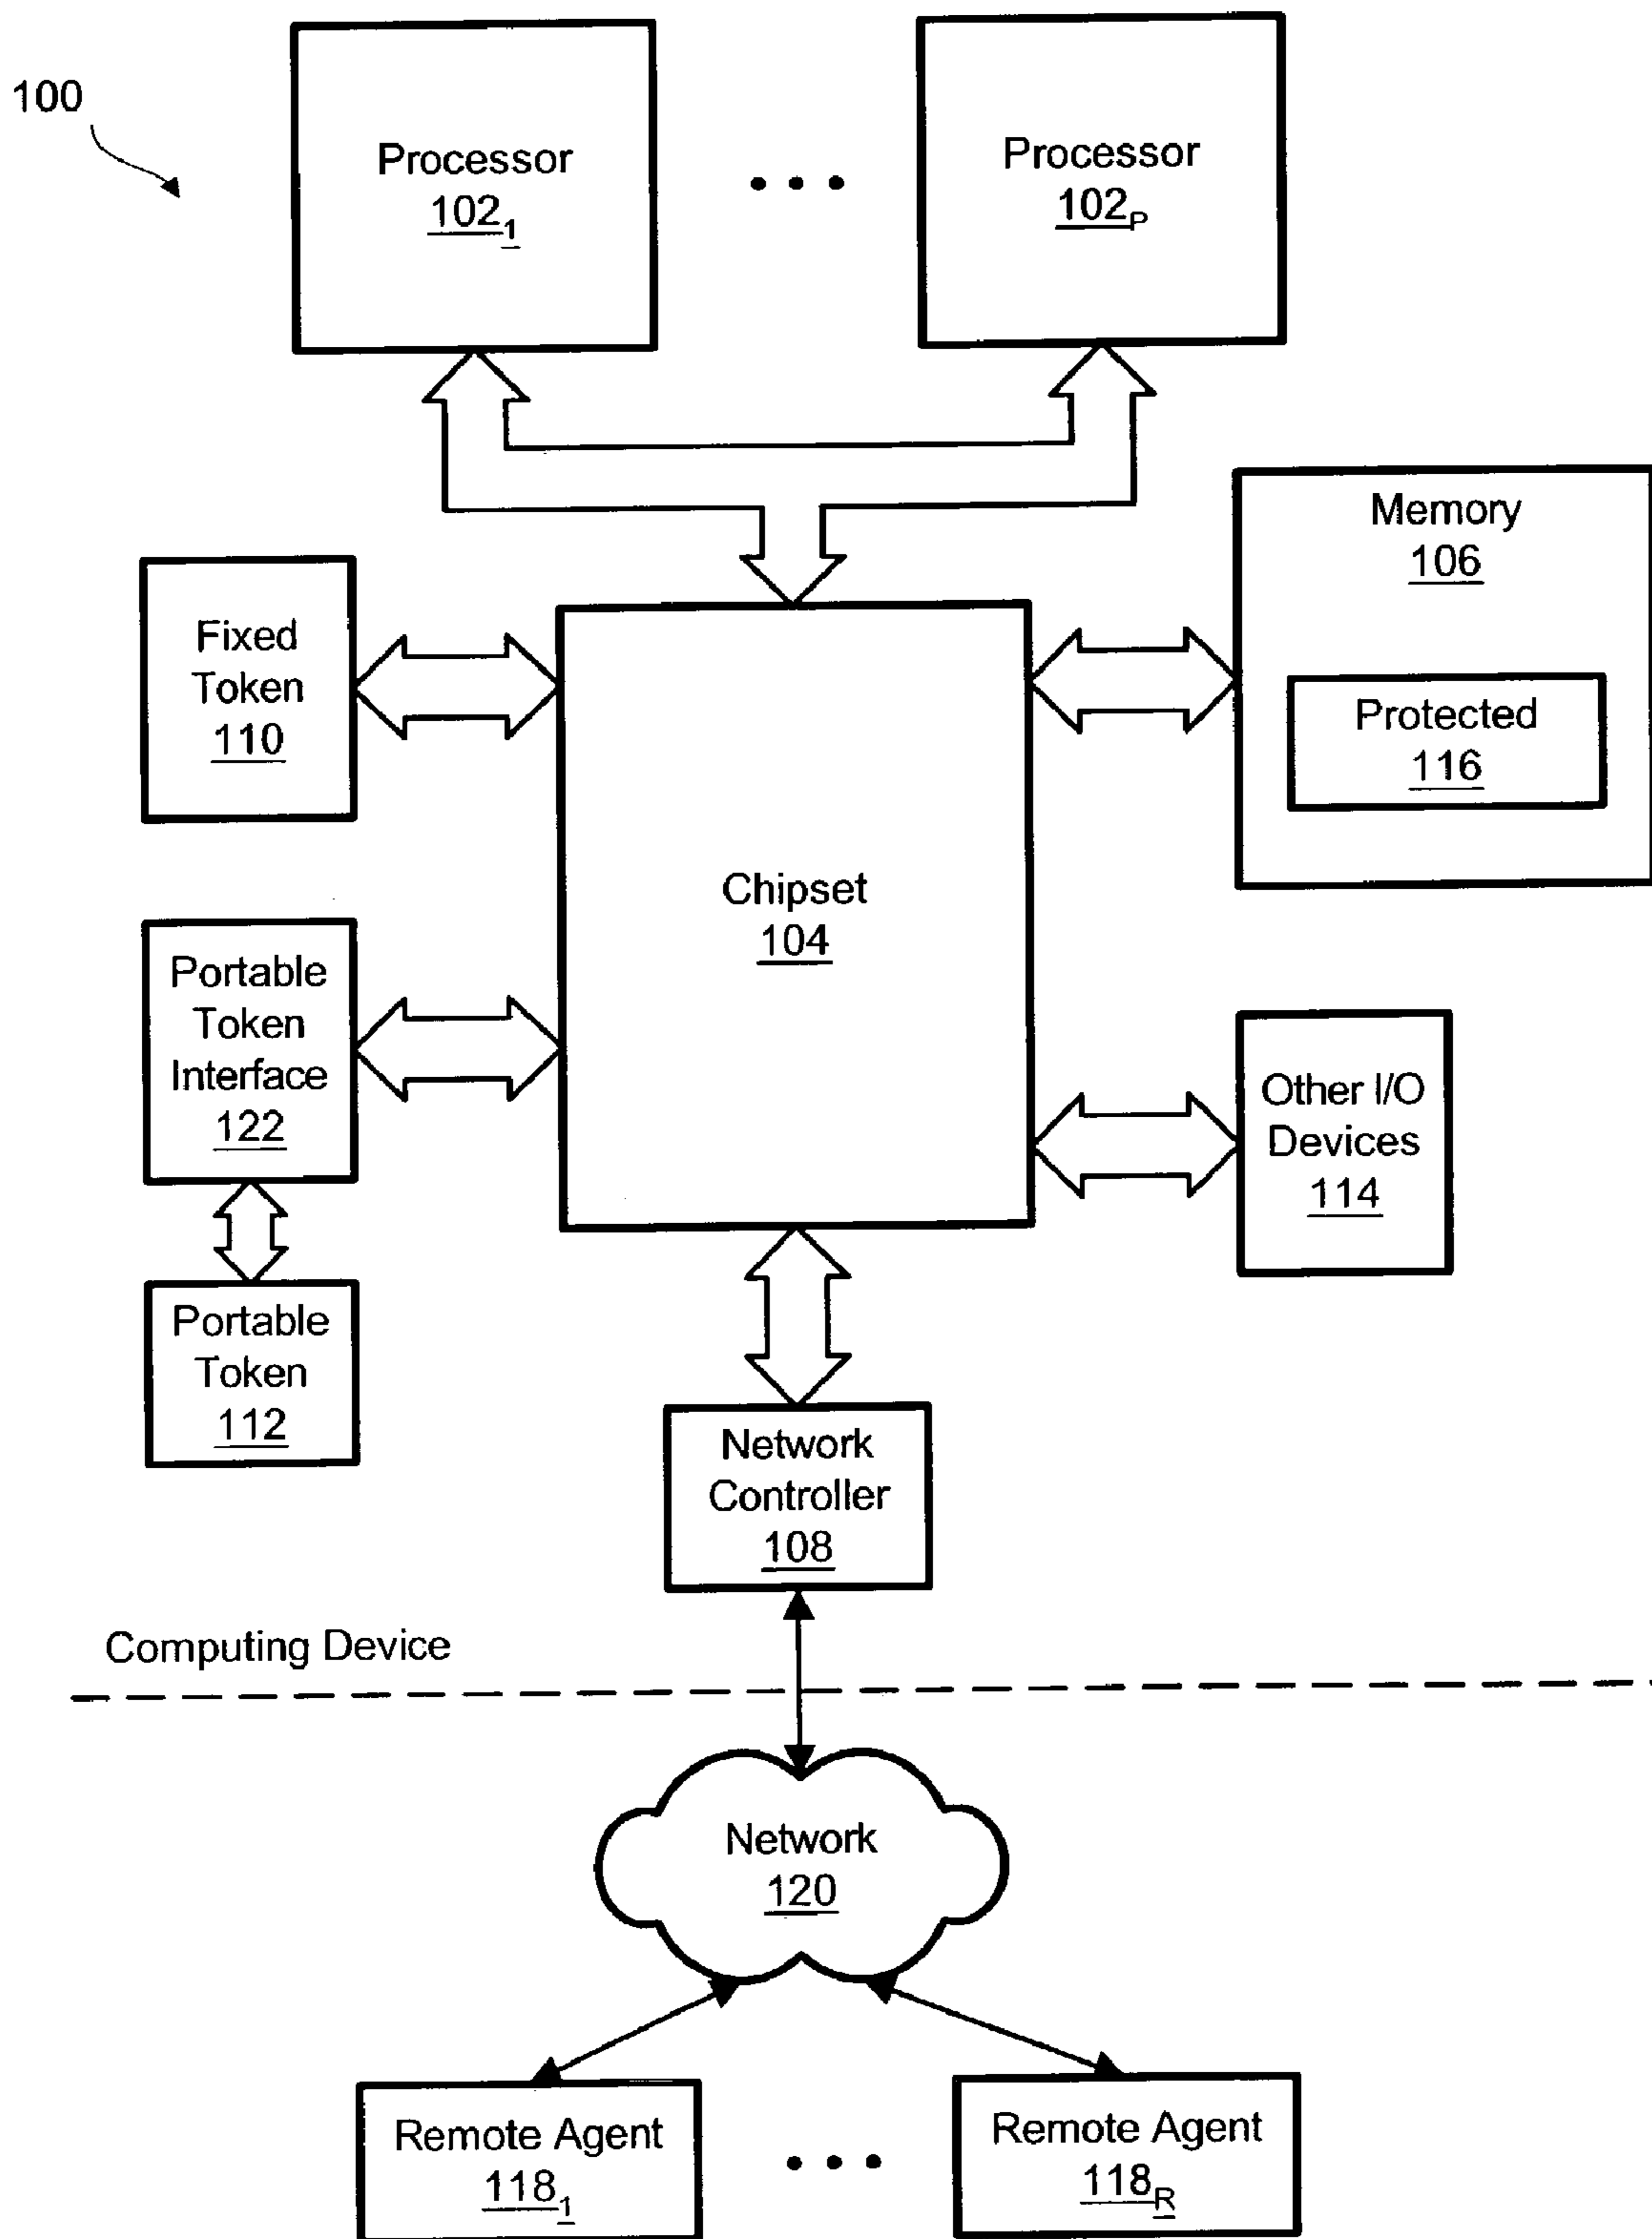 100
Processor
102₁
Processor
102ₚ
Memory
106
Protected
116
Fixed
Token
110
Chipset
104
Portable
Token
Interface
122
Other I/O
Devices
114
Portable
Token
112
Network
Controller
108
Computing Device
Network
120
Remote Agent
118₁
Remote Agent
118R